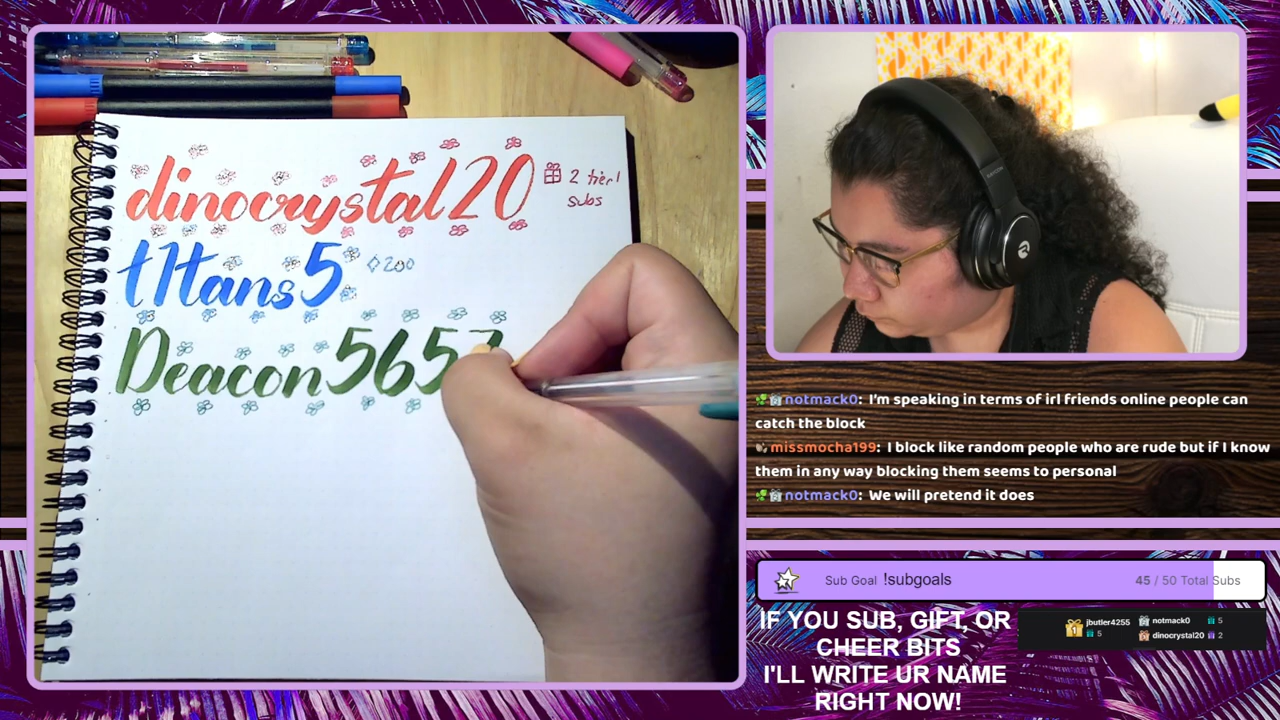 dinocrystal20
2 tier 1
subs
t1tans5
200
Deacon565
notmack0: I'm speaking in terms of irl friends online people can
catch the block
missmocha199: I block like random people who are rude but if I know
them in any way blocking them seems to personal
notmack0: We will pretend it does
Sub Goal !subgoals 45 / 50 Total Subs
IF YOU SUB, GIFT, OR
CHEER BITS
I'LL WRITE UR NAME
RIGHT NOW!
1 jbutler4255 5
notmack0 5
dinocrystal20 2